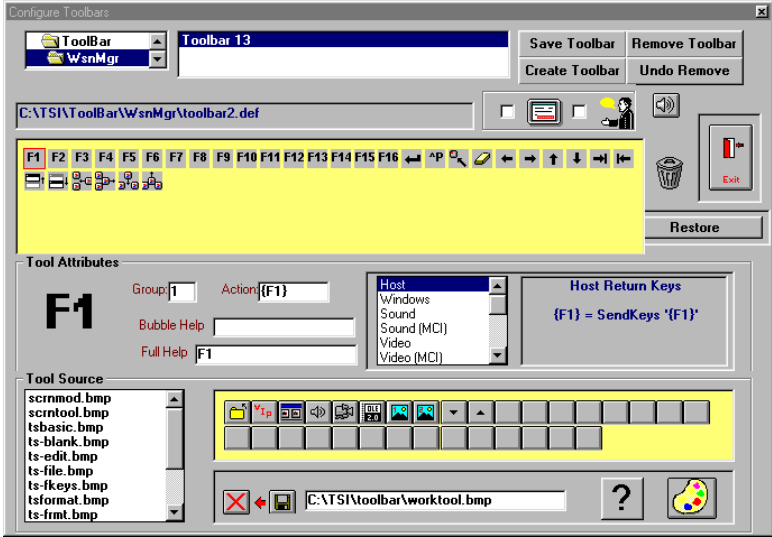 Configure Toolbars
ToolBar
WsnMgr
Toolbar 13
Save Toolbar
Remove Toolbar
Create Toolbar
Undo Remove
C:\TSI\ToolBar\WsnMgr\toolbar2.def
F1 F2 F3 F4 F5 F6 F7 F8 F9 F10 F11 F12 F13 F14 F15 F16 ^P
Exit
Restore
Tool Attributes
F1
Group: 1
Action: {F1}
Bubble Help
Full Help F1
Host
Windows
Sound
Sound (MCI)
Video
Video (MCI)
Host Return Keys
{F1} = SendKeys '{F1}'
Tool Source
scrnmod.bmp
scrntool.bmp
tsbasic.bmp
ts-blank.bmp
ts-edit.bmp
ts-file.bmp
ts-fkeys.bmp
tsformat.bmp
ts-frmt.bmp
VIP
OLE
2.0
C:\TSI\toolbar\worktool.bmp
?